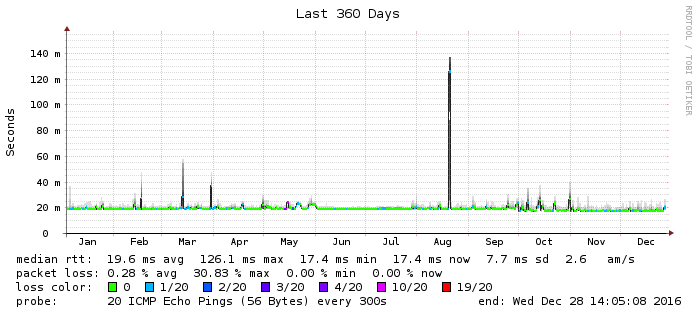 Last 360 Days
RRDTOOL / TOBI OETIKER
Seconds
140 m
120 m
100 m
80 m
60 m
40 m
20 m
0
Jan Feb Mar Apr May Jun Jul Aug Sep Oct Nov Dec
median rtt: 19.6 ms avg 126.1 ms max 17.4 ms min 17.4 ms now 7.7 ms sd 2.6 am/s
packet loss: 0.28 % avg 30.83 % max 0.00 % min 0.00 % now
loss color: 0 1/20 2/20 3/20 4/20 10/20 19/20
probe: 20 ICMP Echo Pings (56 Bytes) every 300s end: Wed Dec 28 14:05:08 2016